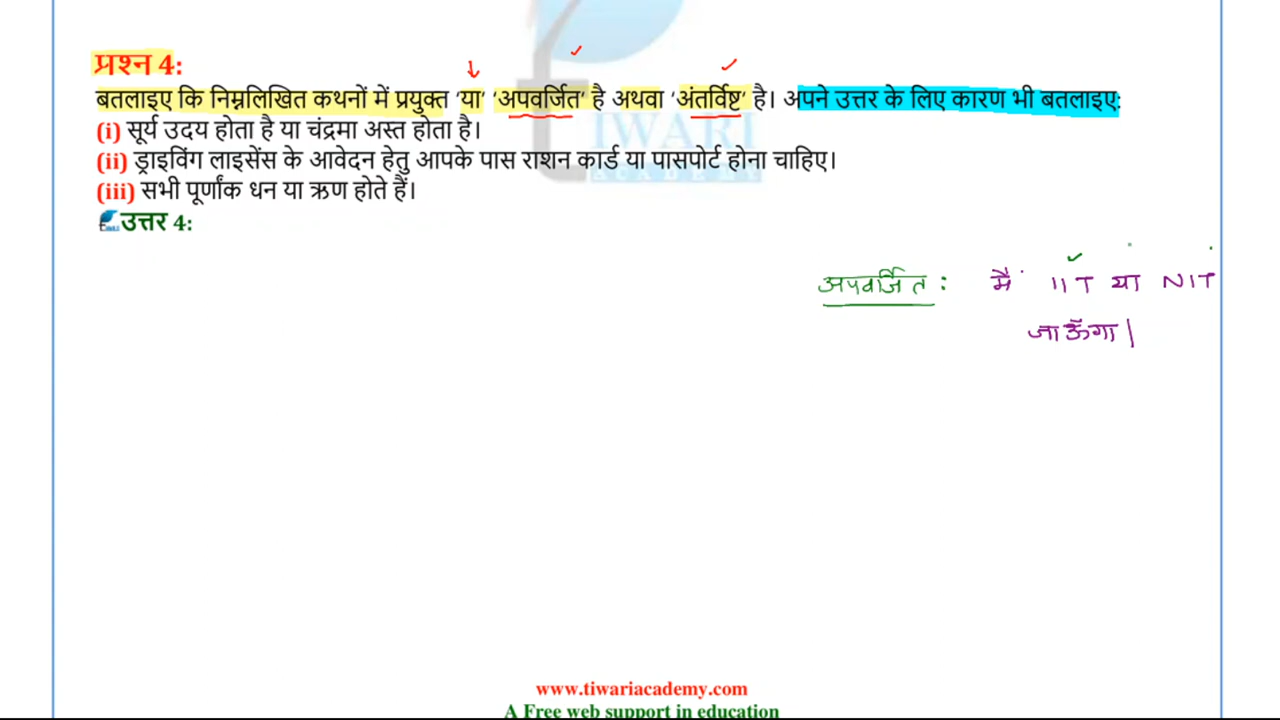 प्रश्न 4:
बतलाइए कि निम्नलिखित कथनों में प्रयुक्त ‘या’ ‘अपवर्जित’ है अथवा ‘अंतर्विष्ट’ है। अपने उत्तर के लिए कारण भी बतलाइए:
(i) सूर्य उदय होता है या चंद्रमा अस्त होता है।
(ii) ड्राइविंग लाइसेंस के आवेदन हेतु आपके पास राशन कार्ड या पासपोर्ट होना चाहिए।
(iii) सभी पूर्णांक धन या ऋण होते हैं।
उत्तर 4:
अपवर्जित : मैं IIT या NIT
जाऊँगा|
IWARI
ACADEMY
www.tiwariacademy.com
A Free web support in education